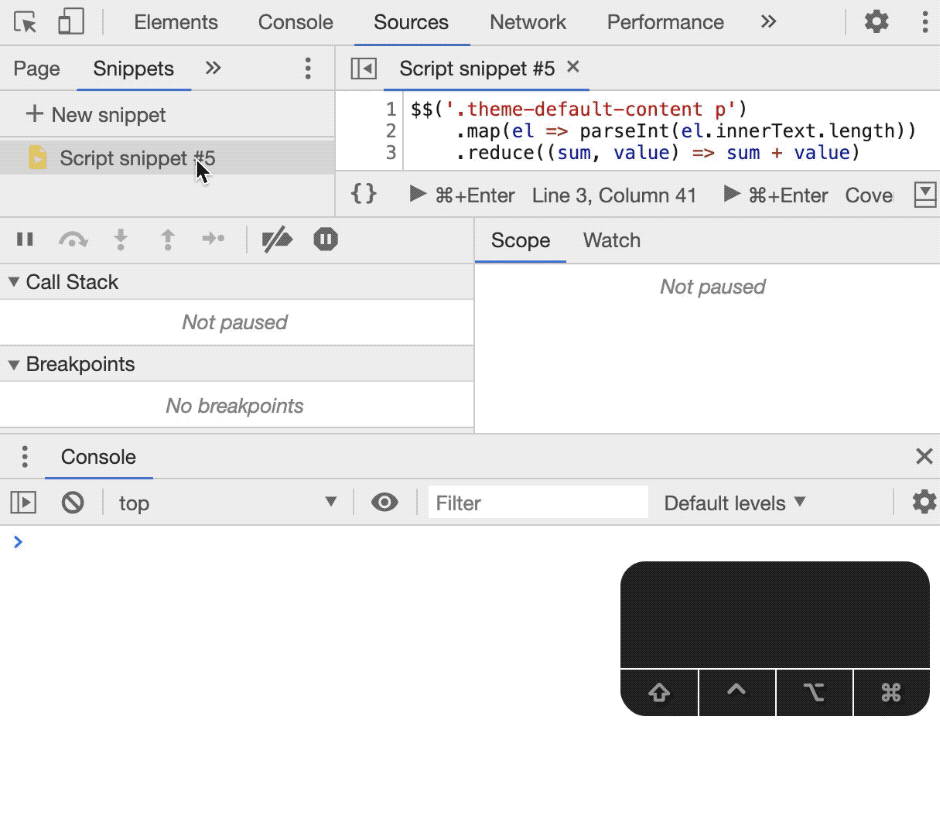 Elements Console Sources Network Performance »
Page Snippets »
Script snippet #5 ×
+ New snippet
Script snippet #5
1 $$('.theme-default-content p')
2 .map(el => parseInt(el.innerText.length))
3 .reduce((sum, value) => sum + value)
{} ▶ ⌘+Enter Line 3, Column 41 ▶ ⌘+Enter Cove
Scope Watch
▼ Call Stack
Not paused
Not paused
▼ Breakpoints
No breakpoints
Console
top ▼ Filter Default levels ▼
>
⇧ ^ ⌥ ⌘